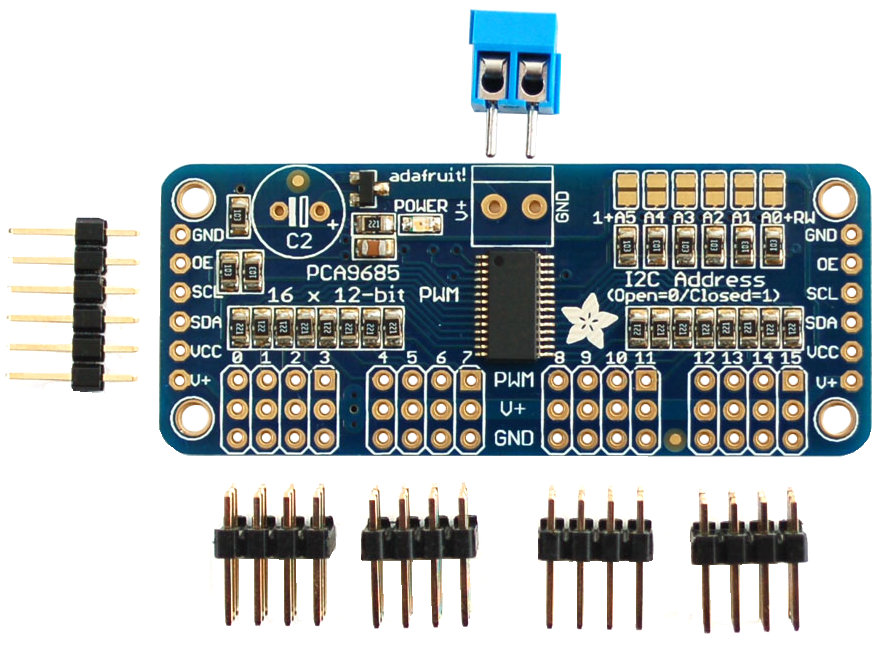 adafruit!
POWER
V+
GND
C2
+
1+A5 A4 A3 A2 A1 A0+RW
GND
OE
SCL
SDA
VCC
V+
221
PCA9685
16 x 12-bit PWM
I2C Address
(Open=0/Closed=1)
GND
OE
SCL
SDA
VCC
V+
0 1 2 3 4 5 6 7 8 9 10 11 12 13 14 15
PWM
V+
GND